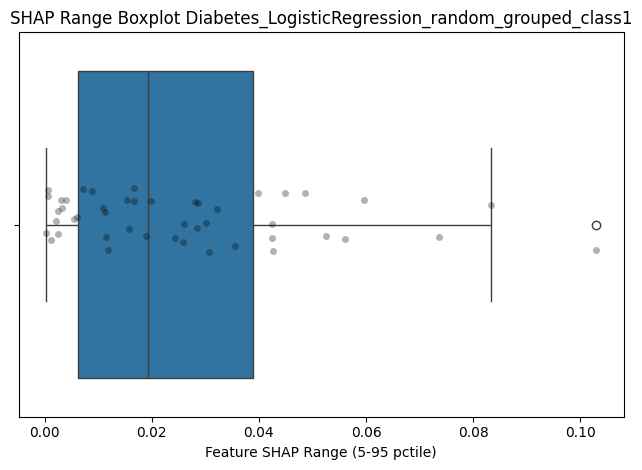 SHAP Range Boxplot Diabetes_LogisticRegression_random_grouped_class1
0.00 0.02 0.04 0.06 0.08 0.10
Feature SHAP Range (5-95 pctile)